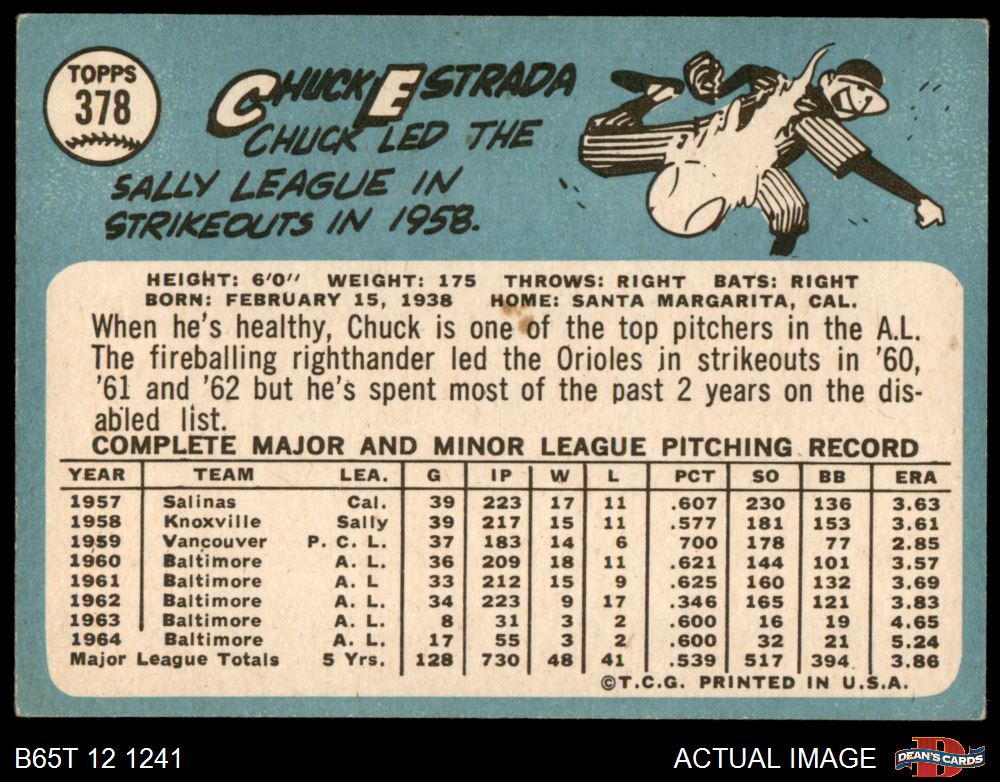 TOPPS
378
CHUCK ESTRADA
CHUCK LED THE
SALLY LEAGUE IN
STRIKEOUTS IN 1958.
HEIGHT: 6'0" WEIGHT: 175 THROWS: RIGHT BATS: RIGHT
BORN: FEBRUARY 15, 1938 HOME: SANTA MARGARITA, CAL.
When he's healthy, Chuck is one of the top pitchers in the A.L.
The fireballing righthander led the Orioles in strikeouts in '60,
'61 and '62 but he's spent most of the past 2 years on the dis-
abled list.
COMPLETE MAJOR AND MINOR LEAGUE PITCHING RECORD
YEAR TEAM LEA. G IP W L PCT SO BB ERA
1957 Salinas Cal. 39 223 17 11 .607 230 136 3.63
1958 Knoxville Sally 39 217 15 11 .577 181 153 3.61
1959 Vancouver P. C. L. 37 183 14 6 .700 178 77 2.85
1960 Baltimore A. L. 36 209 18 11 .621 144 101 3.57
1961 Baltimore A. L 33 212 15 9 .625 160 132 3.69
1962 Baltimore A. L. 34 223 9 17 .346 165 121 3.83
1963 Baltimore A. L. 8 31 3 2 .600 16 19 4.65
1964 Baltimore A. L. 17 55 3 2 .600 32 21 5.24
Major League Totals 5 Yrs. 128 730 48 41 .539 517 394 3.86
©T.C.G. PRINTED IN U.S.A.
B65T 12 1241 ACTUAL IMAGE D DEAN'S CARDS